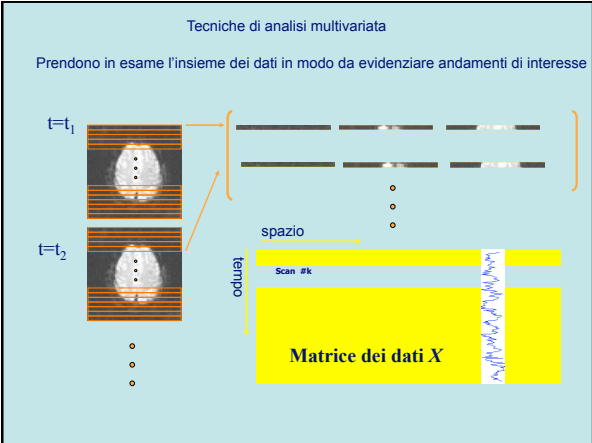 Tecniche di analisi multivariata
Prendono in esame l'insieme dei dati in modo da evidenziare andamenti di interesse
t=t₁
t=t₂
spazio
tempo
Scan #k
Matrice dei dati X